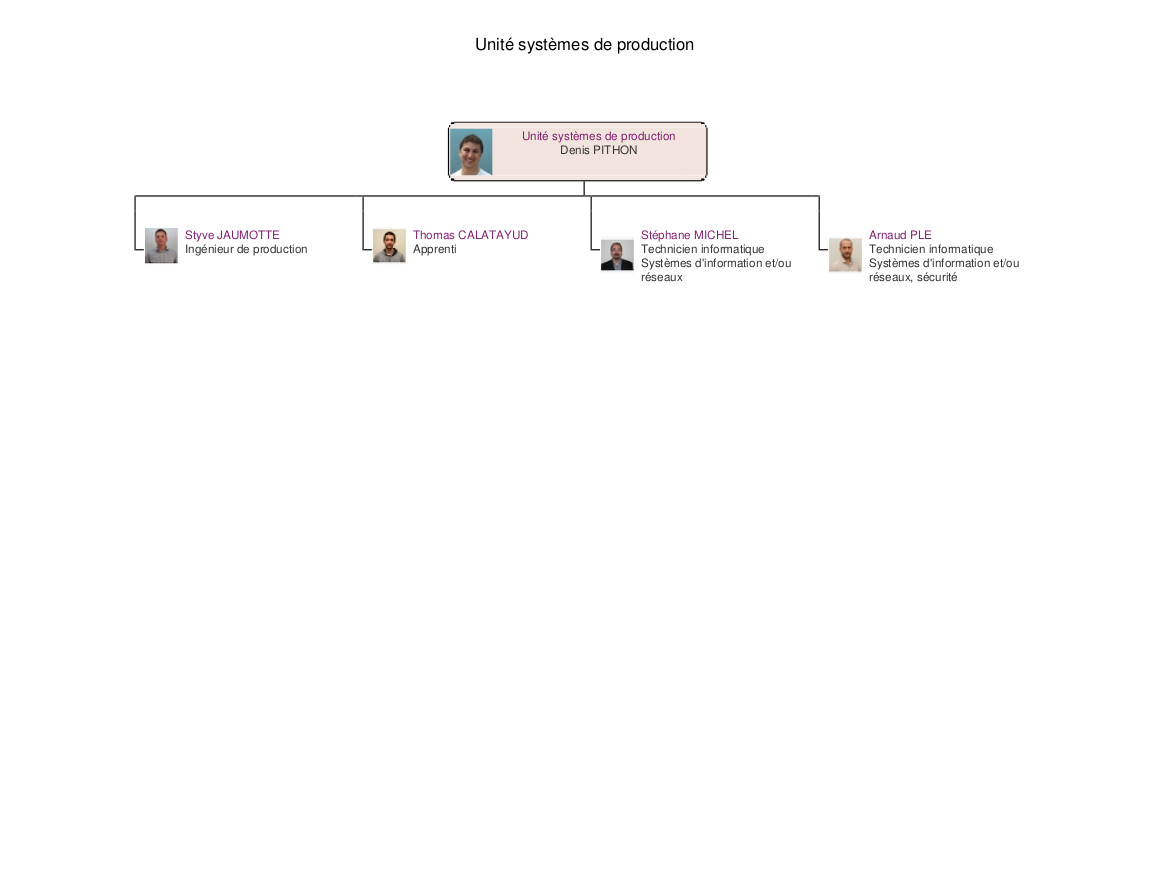 Unité systèmes de production
Unité systèmes de production
Denis PITHON
Styve JAUMOTTE
Ingénieur de production
Thomas CALATAYUD
Apprenti
Stéphane MICHEL
Technicien informatique
Systèmes d'information et/ou
réseaux
Arnaud PLE
Technicien informatique
Systèmes d'information et/ou
réseaux, sécurité